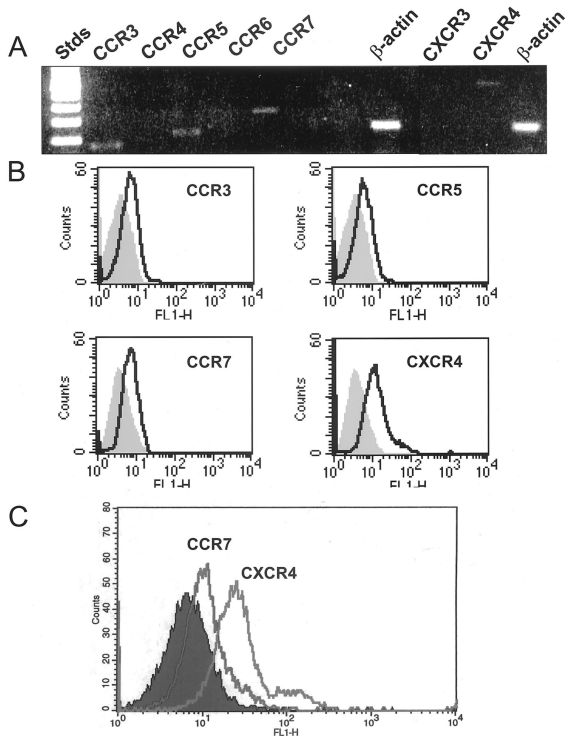 A
Stds CCR3 CCR4 CCR5 CCR6 CCR7 β-actin CXCR3 CXCR4 β-actin
B
60 Counts 0 CCR3 10⁰ 10¹ 10² 10³ 10⁴ FL1-H
60 Counts 0 CCR5 10⁰ 10¹ 10² 10³ 10⁴ FL1-H
60 Counts 0 CCR7 10⁰ 10¹ 10² 10³ 10⁴ FL1-H
60 Counts 0 CXCR4 10⁰ 10¹ 10² 10³ 10⁴ FL1-H
C
80 70 60 50 40 30 20 10 0
Counts
CCR7
CXCR4
10⁰ 10¹ 10² 10³ 10⁴
FL1-H